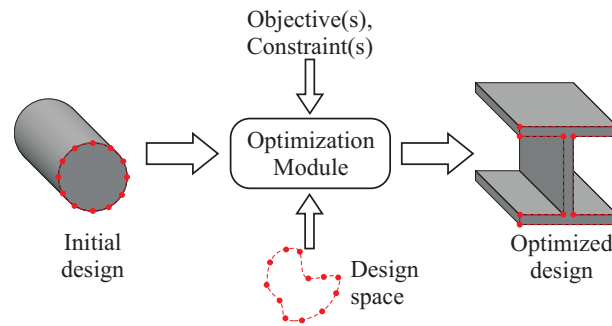 Objective(s),
Constraint(s)
Optimization
Module
Initial
design
Design
space
Optimized
design